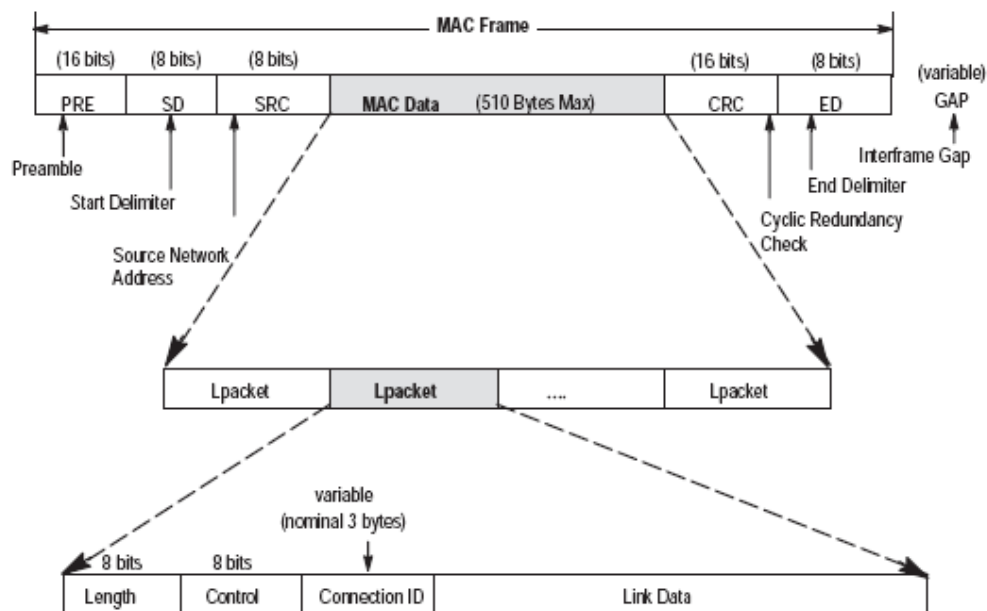 MAC Frame
(16 bits) (8 bits) (8 bits) (16 bits) (8 bits) (variable)
PRE SD SRC MAC Data (510 Bytes Max) CRC ED GAP
Preamble
Start Delimiter
Source Network
Address
Interframe Gap
End Delimiter
Cyclic Redundancy
Check
Lpacket Lpacket .... Lpacket
variable
(nominal 3 bytes)
8 bits 8 bits
Length Control Connection ID Link Data